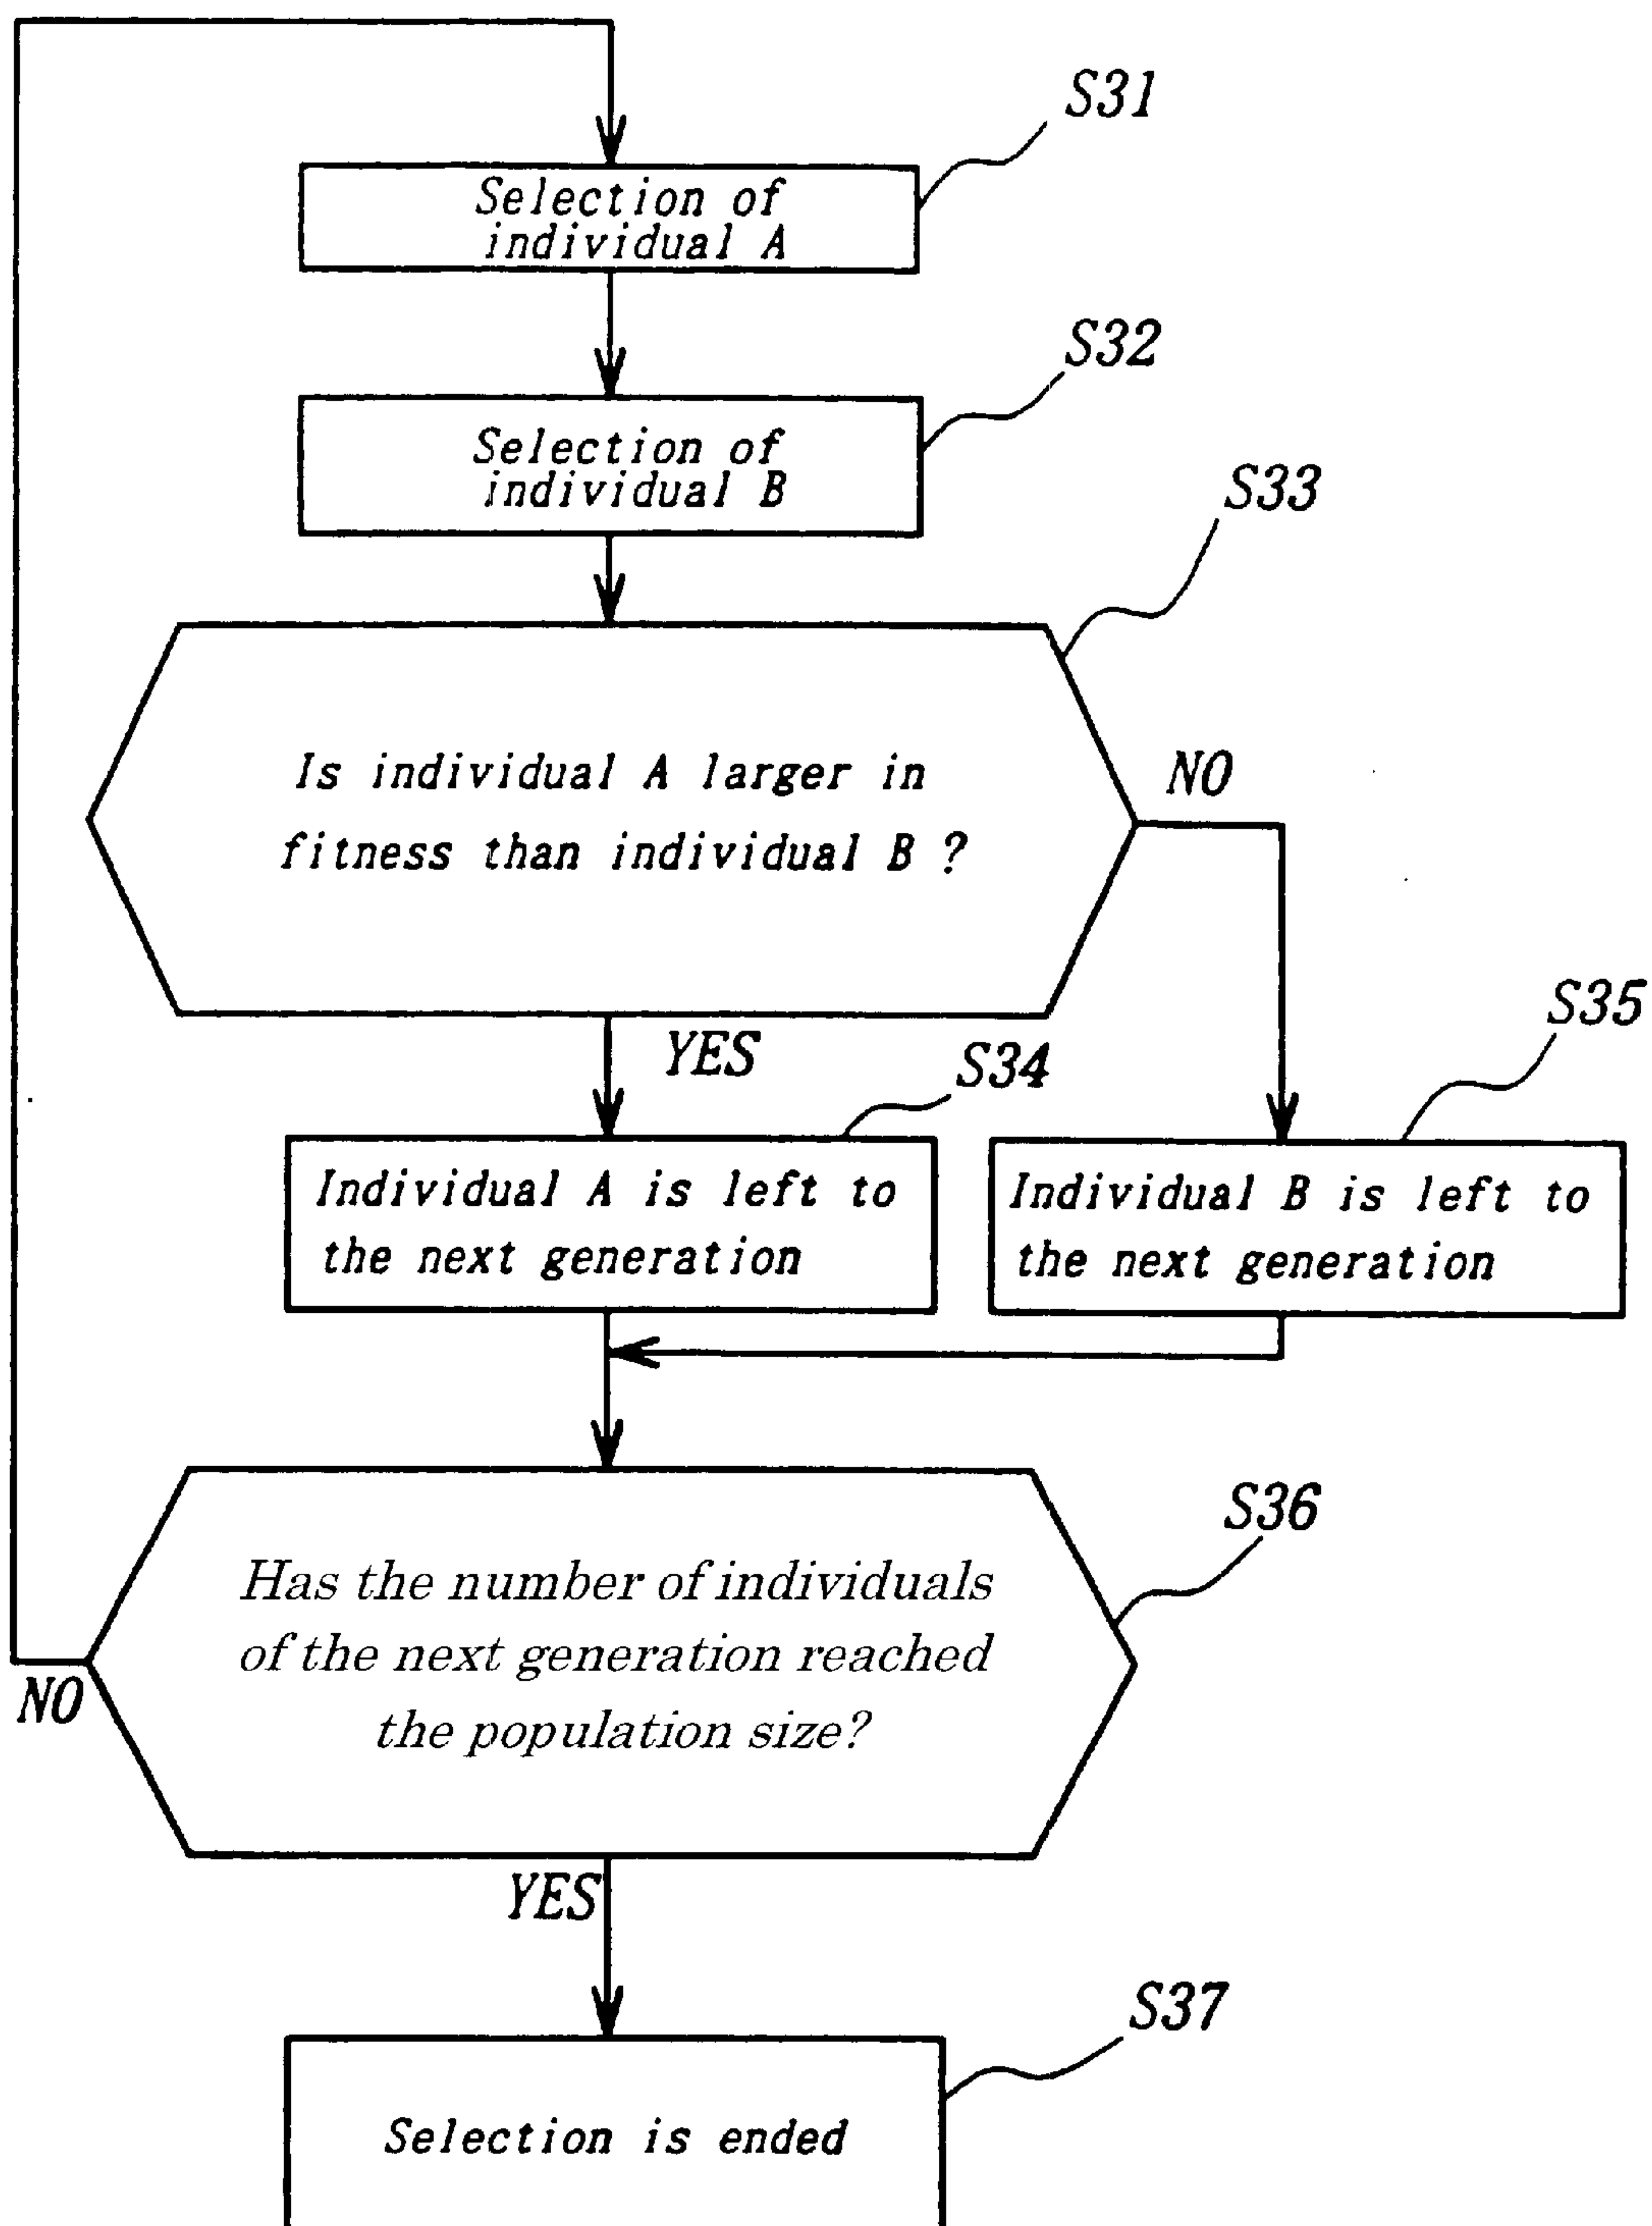 S31
Selection of
individual A
S32
Selection of
individual B
S33
Is individual A larger in
fitness than individual B ?
NO
YES
S34
S35
Individual A is left to
the next generation
Individual B is left to
the next generation
S36
Has the number of individuals
of the next generation reached
the population size?
NO
YES
S37
Selection is ended